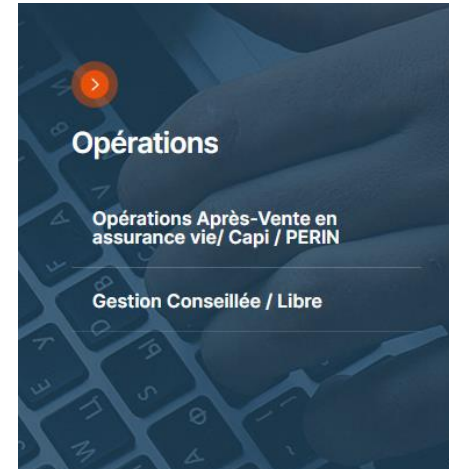 Opérations
Opérations Après-Vente en
assurance vie/ Capi / PERIN
Gestion Conseillée / Libre